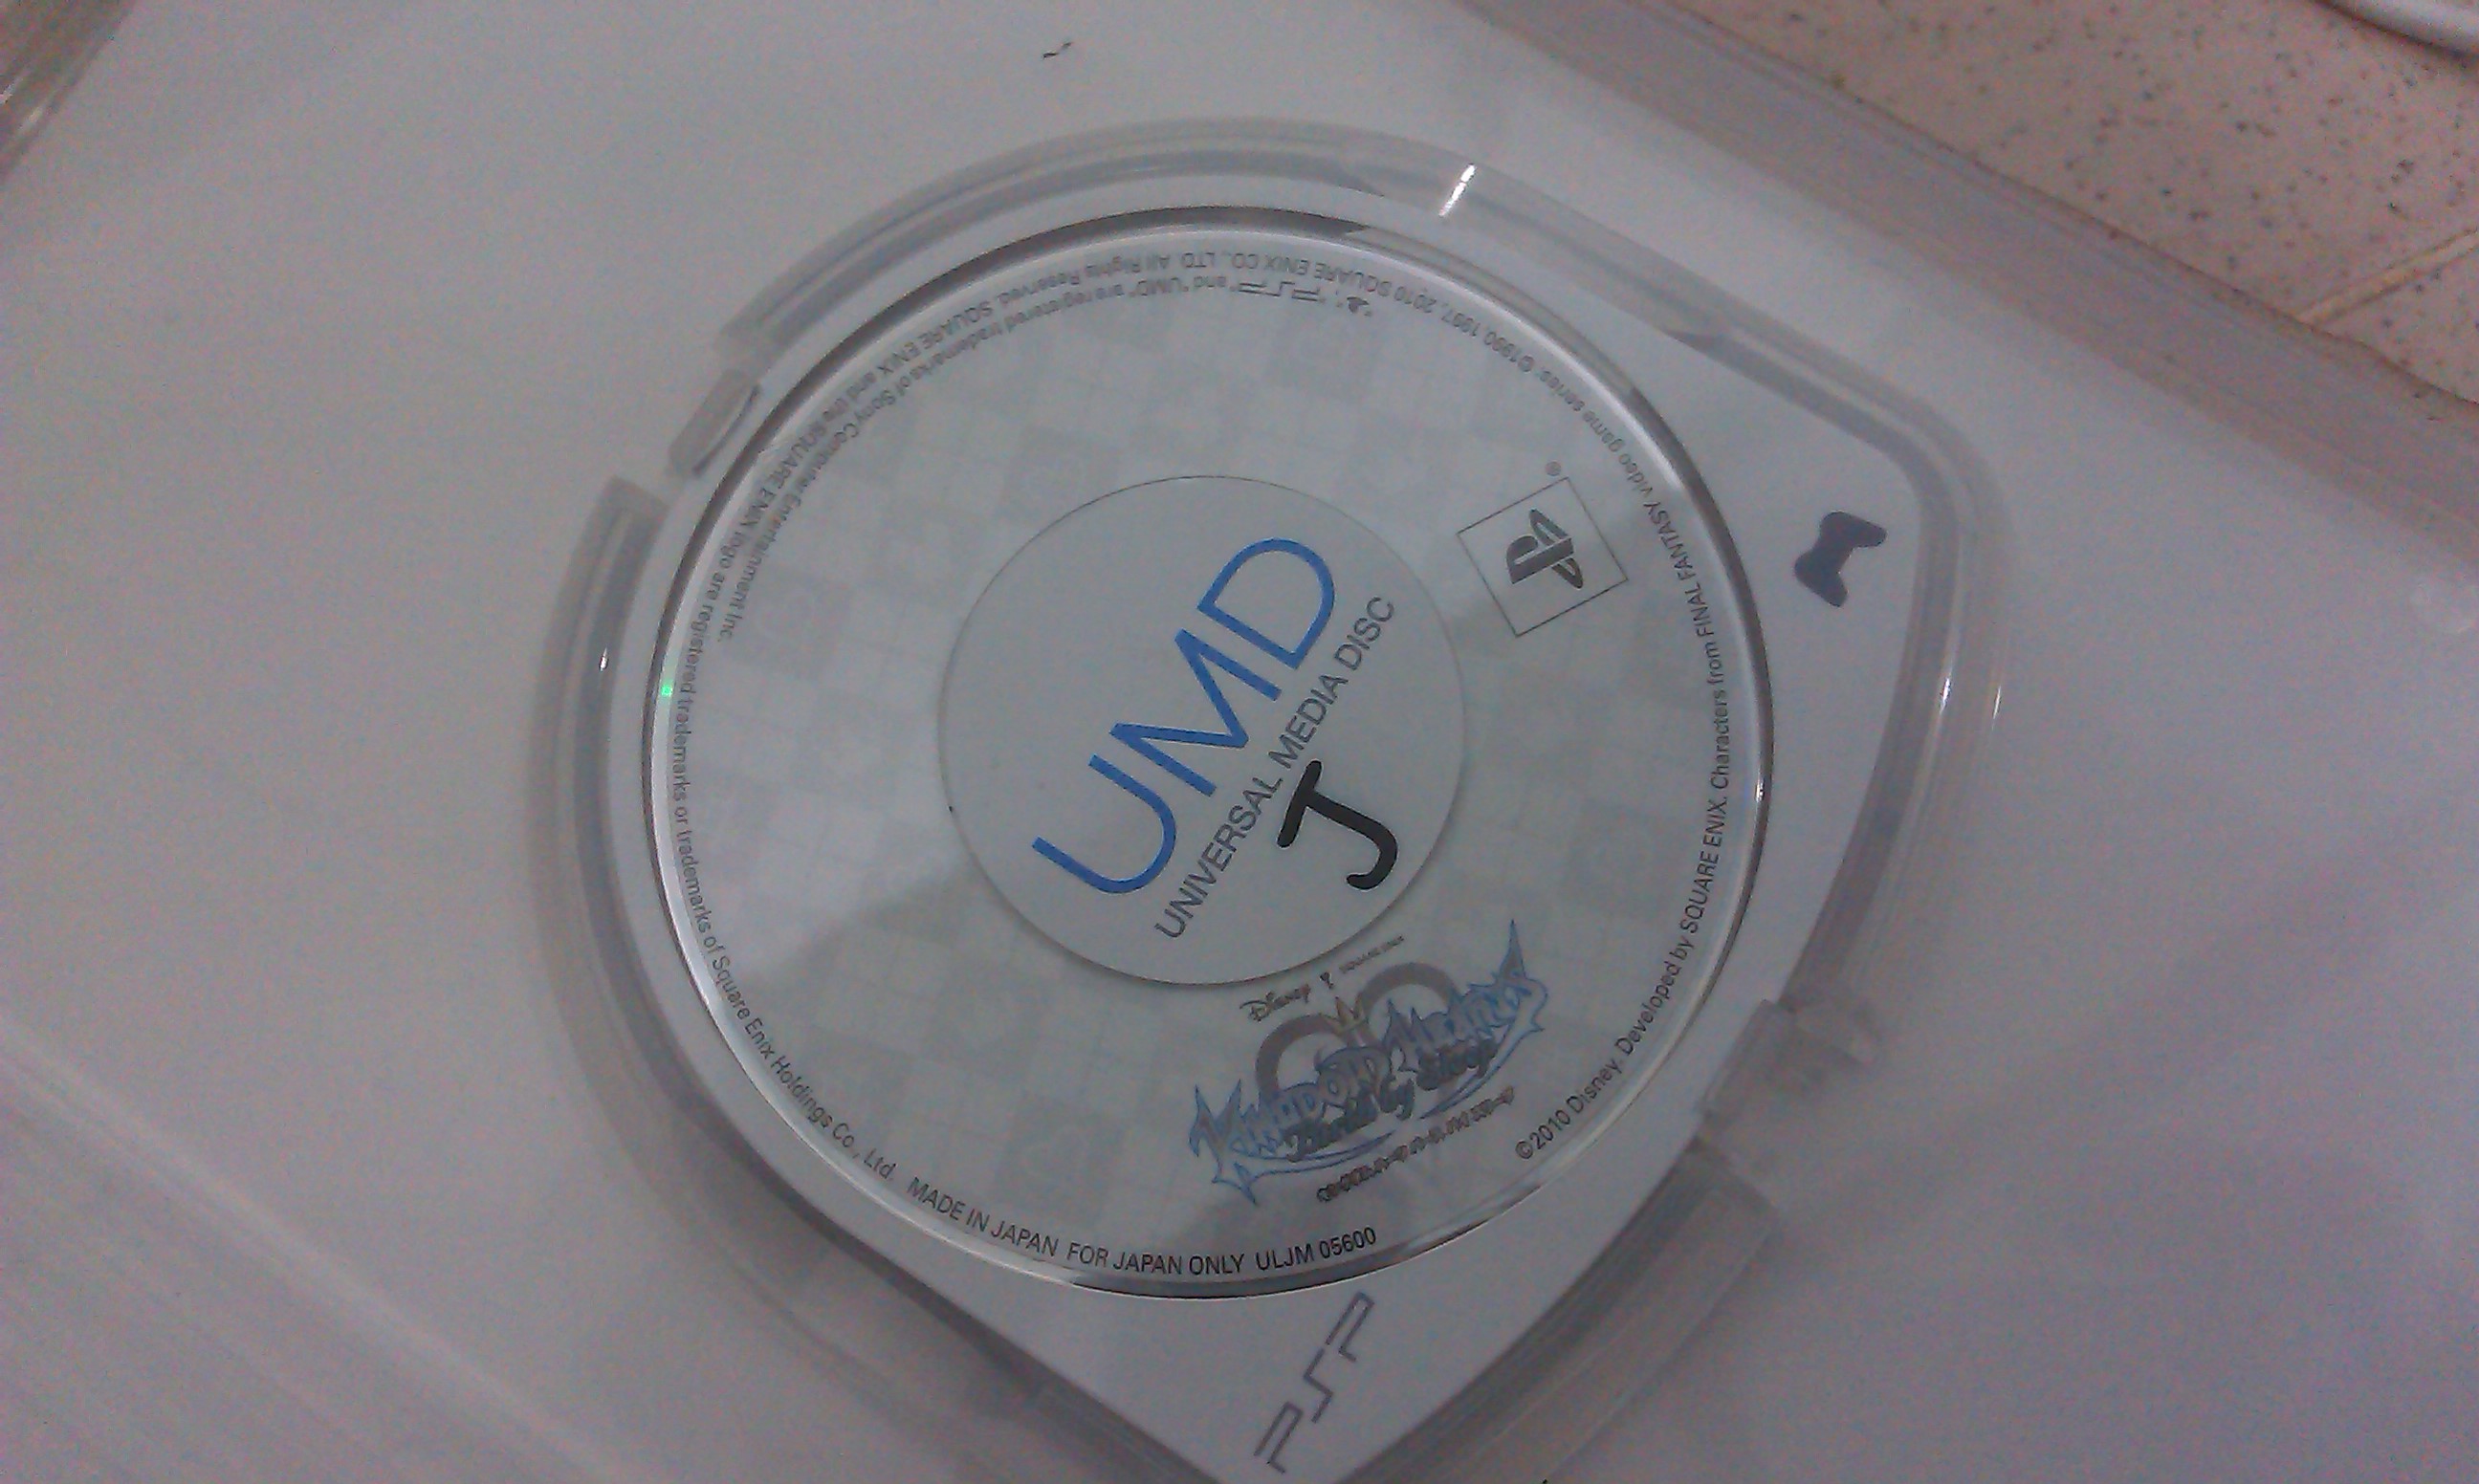 UMD
UNIVERSAL MEDIA DISC
J
®
Disney
SQUARE ENIX
KINGDOM HEARTS
Birth by Sleep
©2010 Disney. Developed by SQUARE ENIX. Characters from FINAL FANTASY video game series: ©1990, 1997, 2010 SQUARE ENIX CO., LTD. All Rights Reserved. SQUARE ENIX and the SQUARE ENIX logo are registered trademarks or trademarks of Square Enix Holdings Co., Ltd.
" ", "PSP" and "UMD" are registered trademarks of Sony Computer Entertainment Inc.
MADE IN JAPAN FOR JAPAN ONLY ULJM 05600
PSP